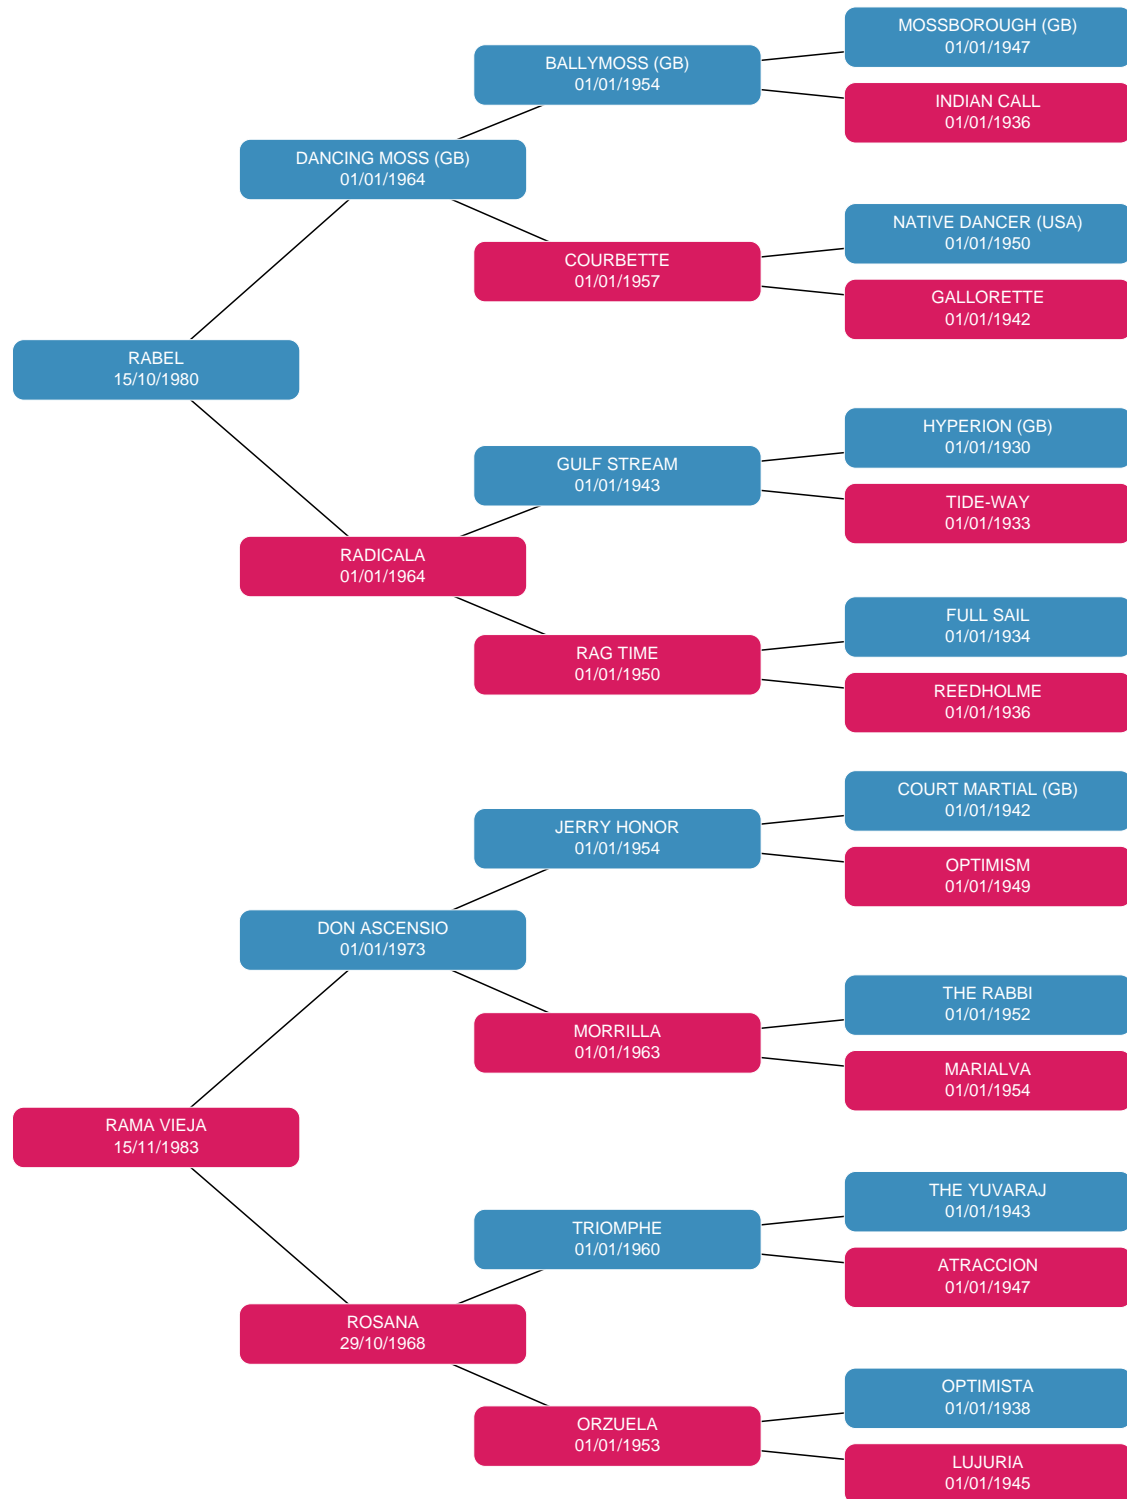 MOSSBOROUGH (GB)
01/01/1947
BALLYMOSS (GB)
01/01/1954
INDIAN CALL
01/01/1936
DANCING MOSS (GB)
01/01/1964
NATIVE DANCER (USA)
01/01/1950
COURBETTE
01/01/1957
GALLORETTE
01/01/1942
RABEL
15/10/1980
HYPERION (GB)
01/01/1930
GULF STREAM
01/01/1943
TIDE-WAY
01/01/1933
RADICALA
01/01/1964
FULL SAIL
01/01/1934
RAG TIME
01/01/1950
REEDHOLME
01/01/1936
COURT MARTIAL (GB)
01/01/1942
JERRY HONOR
01/01/1954
OPTIMISM
01/01/1949
DON ASCENSIO
01/01/1973
THE RABBI
01/01/1952
MORRILLA
01/01/1963
MARIALVA
01/01/1954
RAMA VIEJA
15/11/1983
THE YUVARAJ
01/01/1943
TRIOMPHE
01/01/1960
ATRACCION
01/01/1947
ROSANA
29/10/1968
OPTIMISTA
01/01/1938
ORZUELA
01/01/1953
LUJURIA
01/01/1945